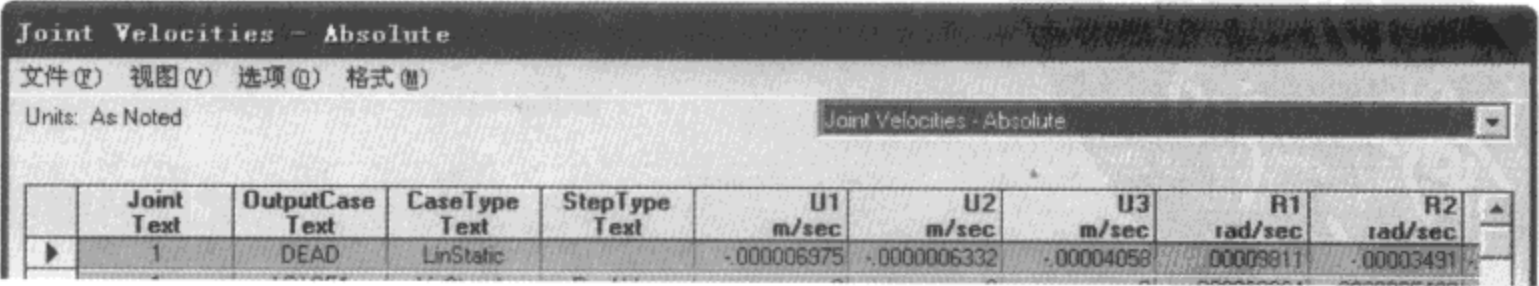 Joint Velocities - Absolute
文件(F) 视图(V) 选项(O) 格式(M)
Units: As Noted Joint Velocities - Absolute
Joint OutputCase CaseType StepType U1 U2 U3 R1 R2
Text Text Text Text m/sec m/sec m/sec rad/sec rad/sec
1 DEAD LinStatic -.000006975 -.0000006332 -.00004058 .00009811 -.00003491